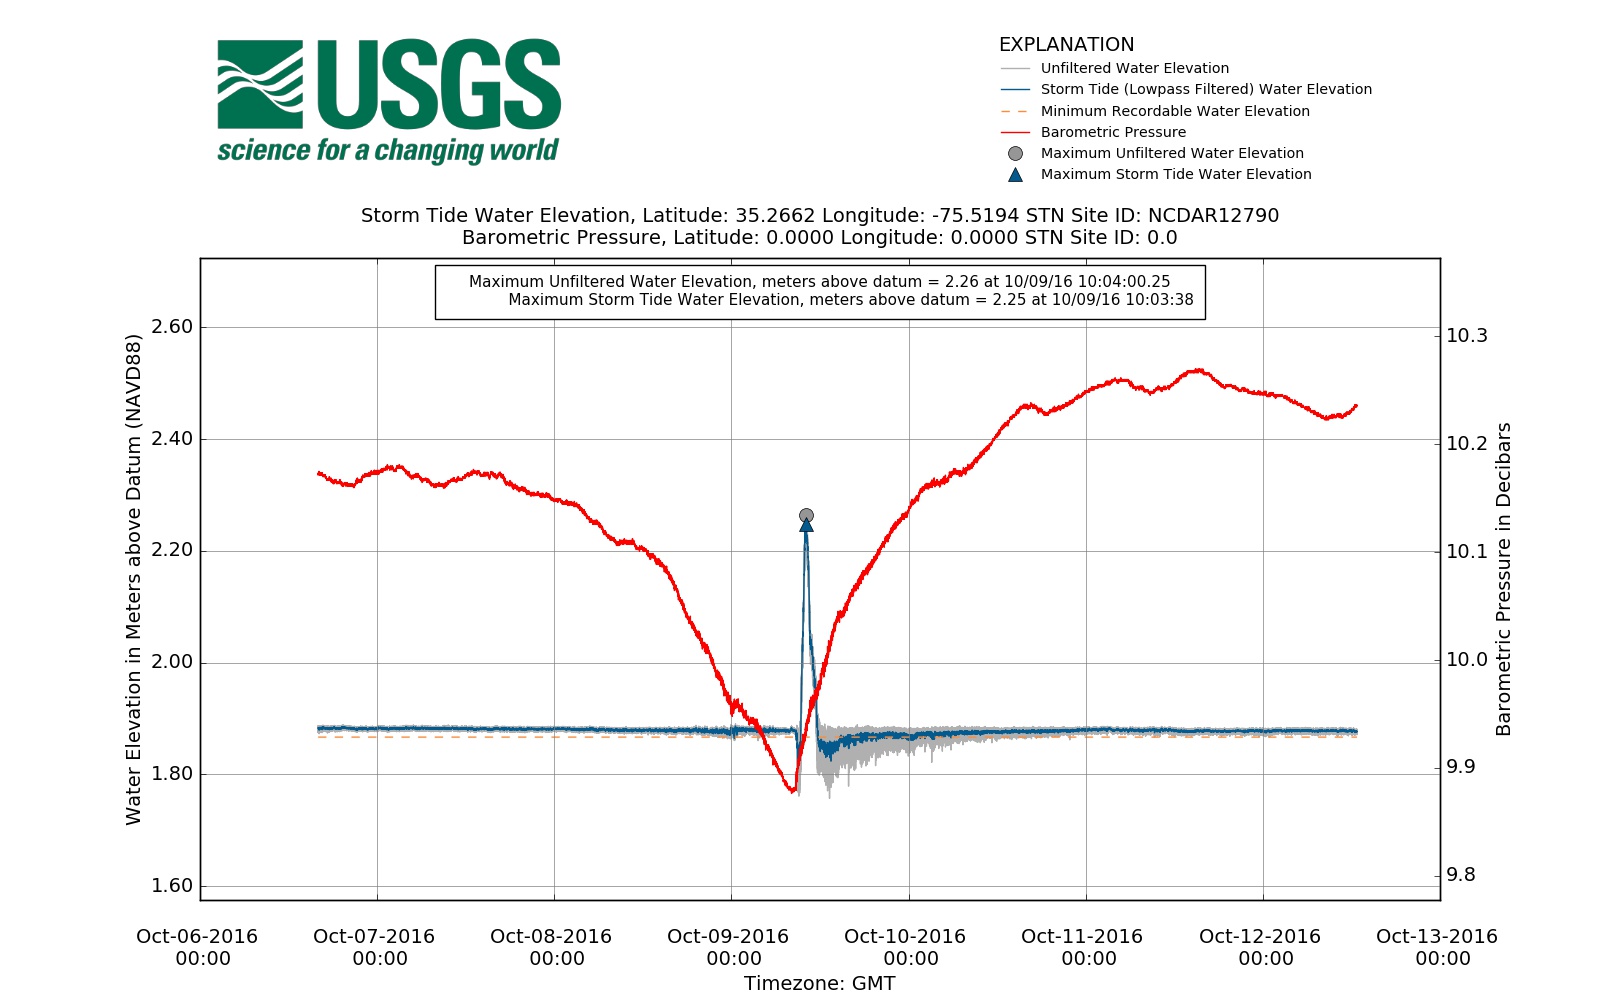 USGS
science for a changing world
EXPLANATION
Unfiltered Water Elevation
Storm Tide (Lowpass Filtered) Water Elevation
Minimum Recordable Water Elevation
Barometric Pressure
Maximum Unfiltered Water Elevation
Maximum Storm Tide Water Elevation
Storm Tide Water Elevation, Latitude: 35.2662 Longitude: -75.5194 STN Site ID: NCDAR12790
Barometric Pressure, Latitude: 0.0000 Longitude: 0.0000 STN Site ID: 0.0
Maximum Unfiltered Water Elevation, meters above datum = 2.26 at 10/09/16 10:04:00.25
Maximum Storm Tide Water Elevation, meters above datum = 2.25 at 10/09/16 10:03:38
Water Elevation in Meters above Datum (NAVD88)
2.60
2.40
2.20
2.00
1.80
1.60
10.3
10.2
10.1
10.0
9.9
9.8
Barometric Pressure in Decibars
Oct-06-2016 Oct-07-2016 Oct-08-2016 Oct-09-2016 Oct-10-2016 Oct-11-2016 Oct-12-2016 Oct-13-2016
00:00 00:00 00:00 00:00 00:00 00:00 00:00 00:00
Timezone: GMT